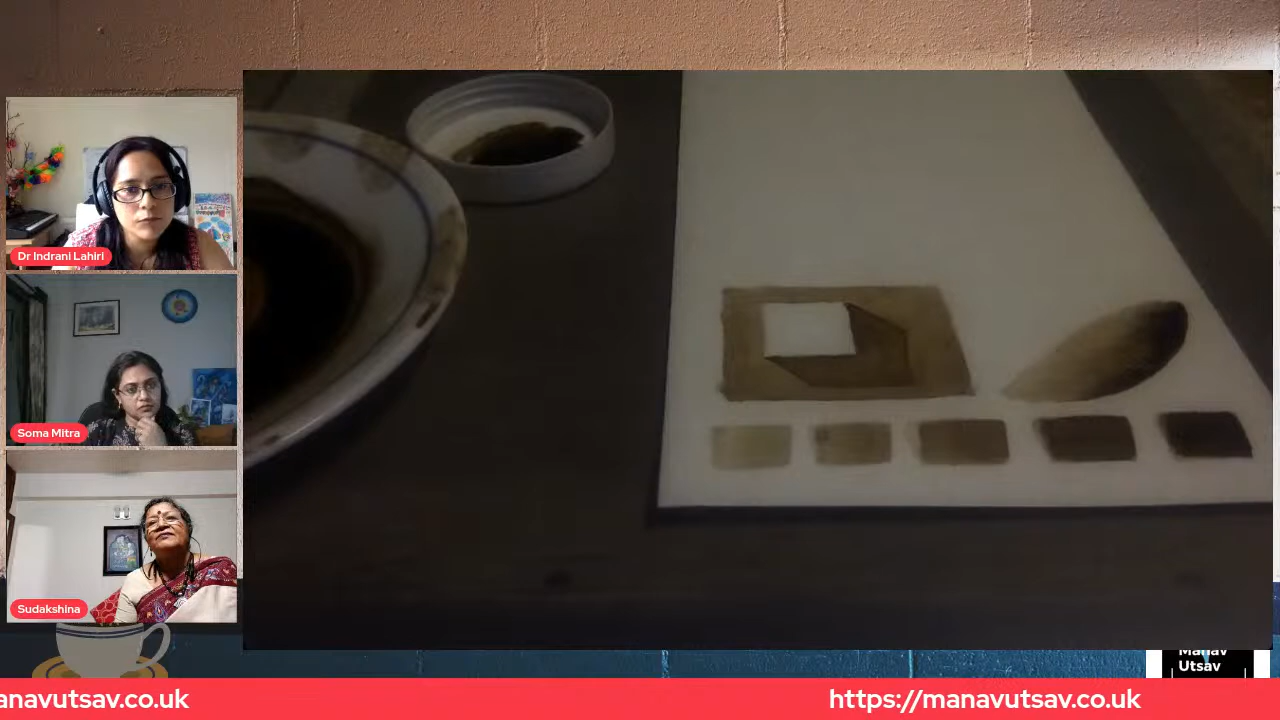 Dr Indrani Lahiri
Soma Mitra
Sudakshina
Manav
Utsav
anavutsav.co.uk
https://manavutsav.co.uk